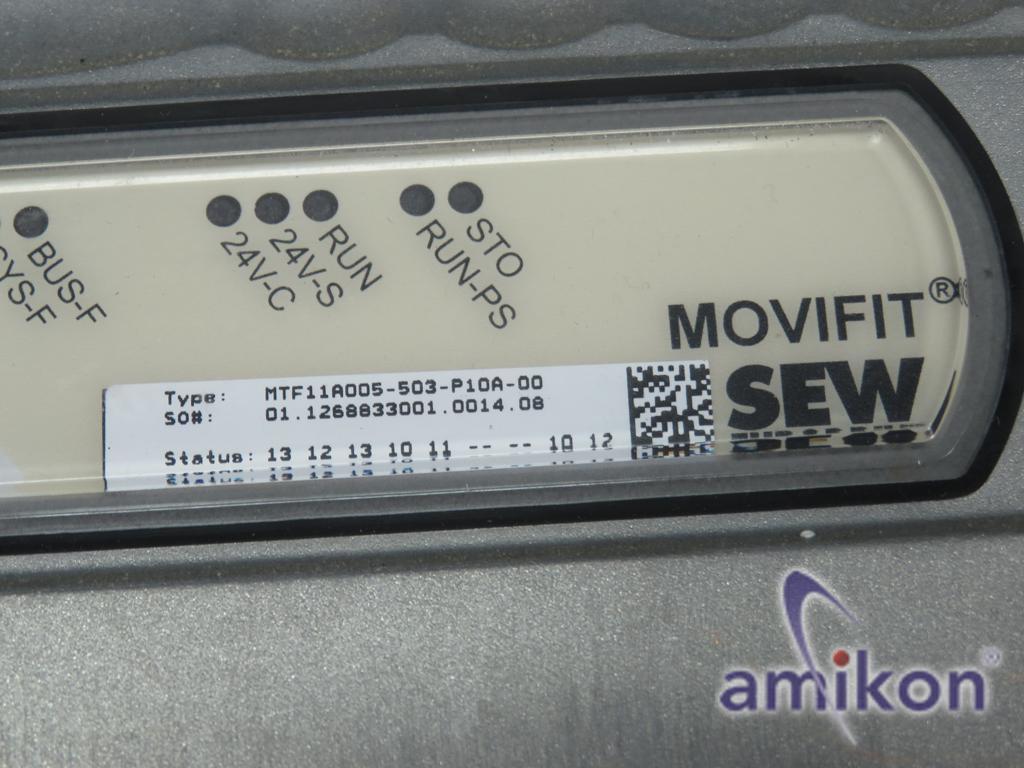 YS-F
BUS-F
24V-C
24V-S
RUN
RUN-PS
STO
MOVIFIT®
SEW
Type: MTF11A005-503-P10A-00
SO#: 01.1268833001.0014.08
Status: 13 12 13 10 11 -- -- 10 12
amikon